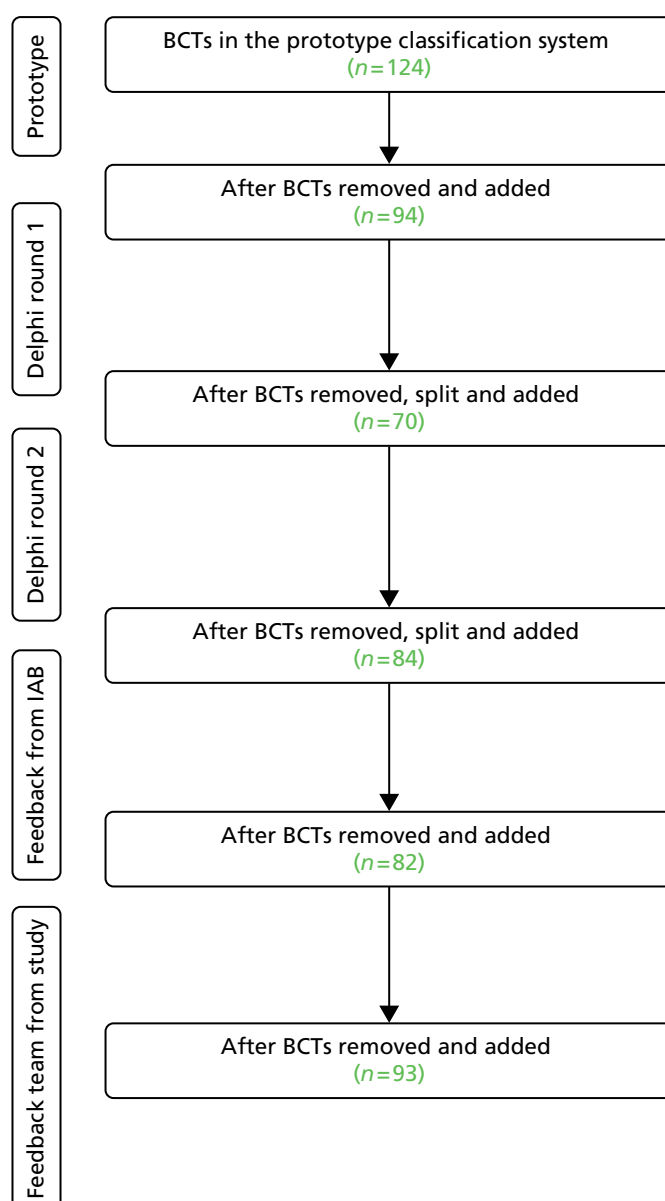 Prototype
BCTs in the prototype classification system
(n=124)
After BCTs removed and added
(n=94)
Delphi round 1
After BCTs removed, split and added
(n=70)
Delphi round 2
After BCTs removed, split and added
(n=84)
Feedback from IAB
After BCTs removed and added
(n=82)
Feedback team from study
After BCTs removed and added
(n=93)